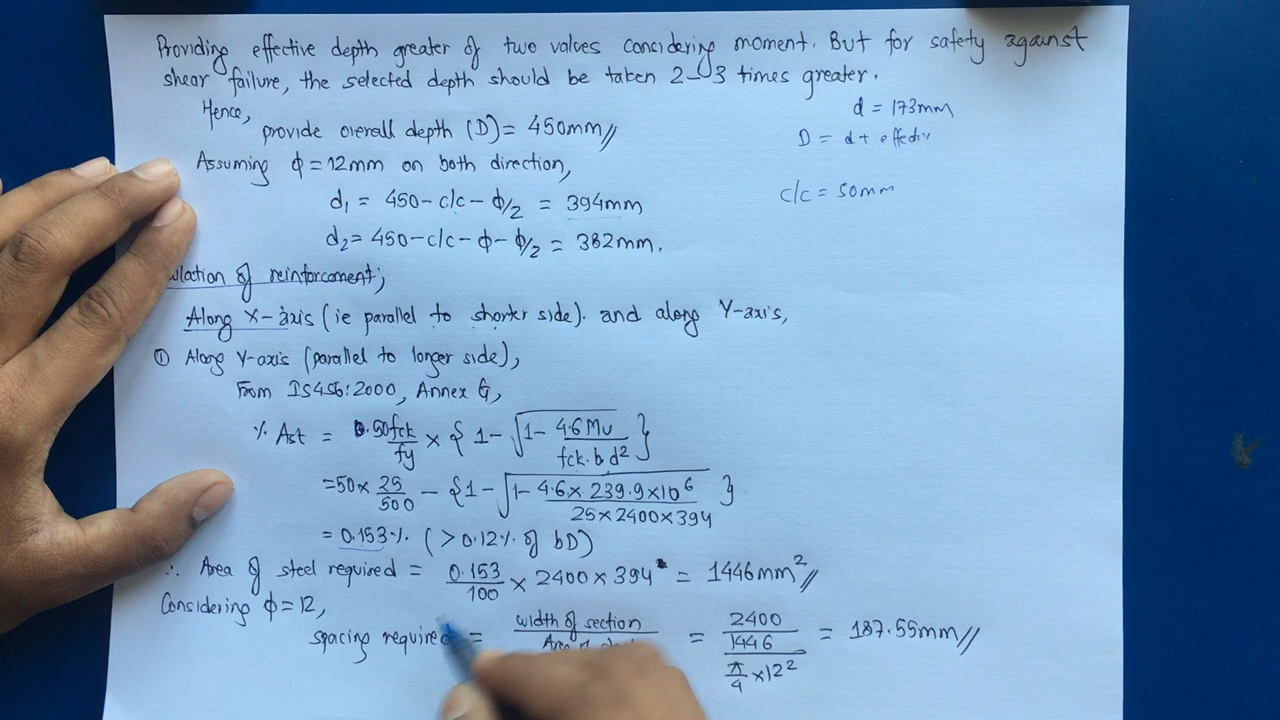 Providing effective depth greater of two values considering moment. But for safety against
shear failure, the selected depth should be taken 2-3 times greater.
Hence,
provide overall depth (D) = 450mm//
d = 173mm
D = d + effectiv
Assuming ϕ = 12mm on both direction,
d₁ = 450 - c/c - ϕ/2 = 394mm
c/c = 50mm
d₂ = 450 - c/c - ϕ - ϕ/2 = 382mm.
ulation of reinforcement;
Along X-axis (ie parallel to shorter side). and along Y-axis,
① Along Y-axis (parallel to longer side),
From IS456:2000, Annex G,
% Ast = 0.50fck/fy × { 1 - √(1 - 4.6 Mu/fck.b d²) }
= 50 × 25/500 - { 1 - √(1 - 4.6 × 239.9 × 10⁶/25 × 2400 × 394) }
= 0.153% (> 0.12% of bD)
∴ Area of steel required = 0.153/100 × 2400 × 394 = 1446mm²//
Considering ϕ = 12,
spacing required = width of section / Area of = 2400 / (1446 / (π/4 × 12²)) = 187.55mm//